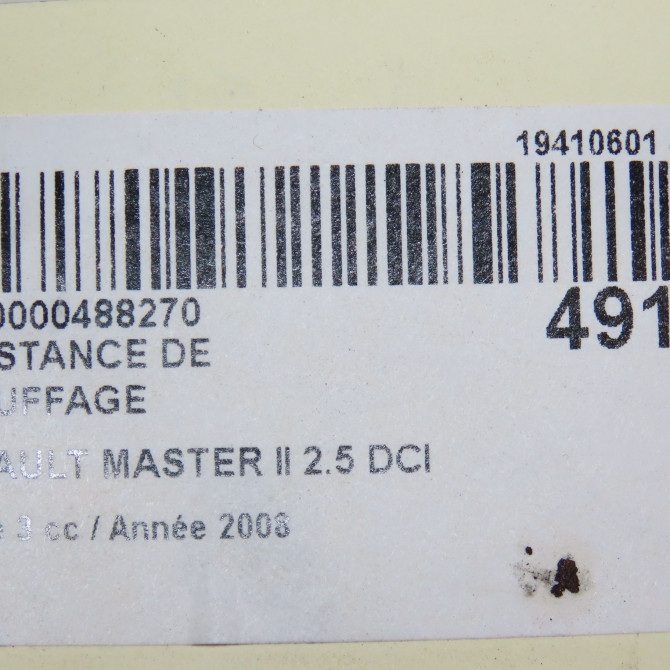 19410601
0000488270
491
STANCE DE
UFFAGE
AULT MASTER II 2.5 DCI
e 3 cc / Année 2008